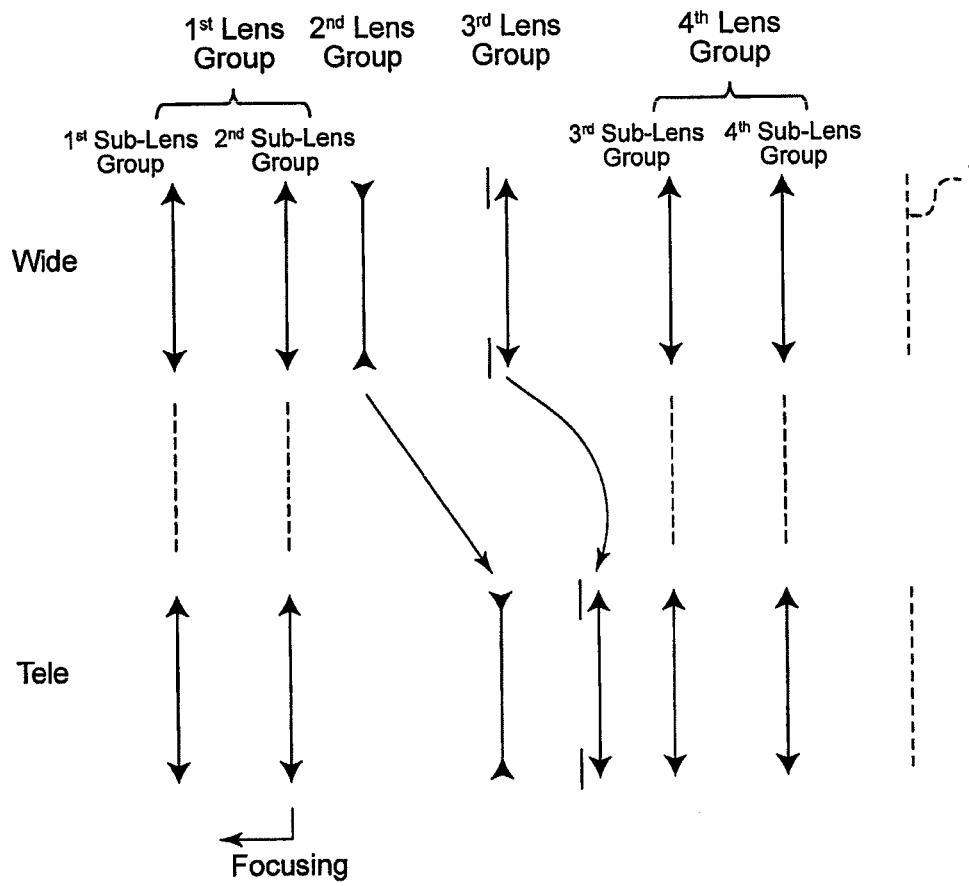 1st Lens Group
2nd Lens Group
3rd Lens Group
4th Lens Group
1st Sub-Lens Group
2nd Sub-Lens Group
3rd Sub-Lens Group
4th Sub-Lens Group
Wide
Tele
Focusing